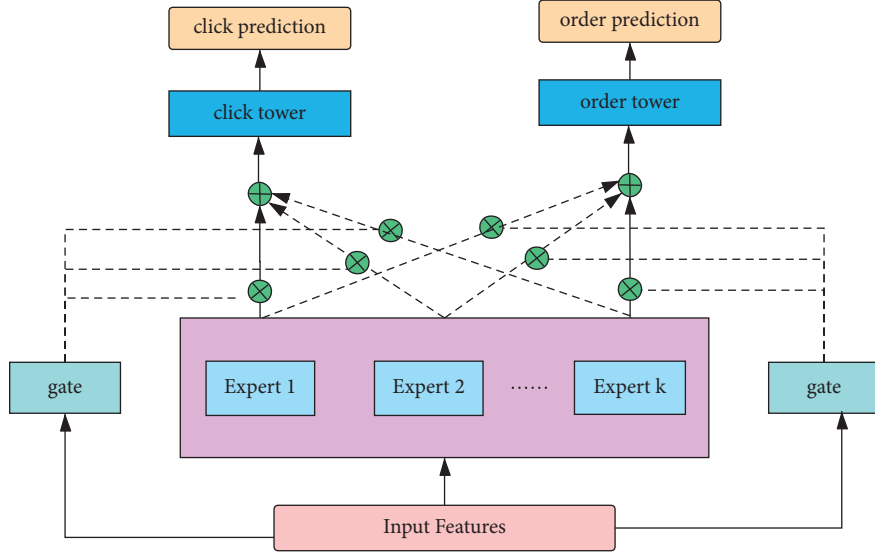 click prediction
order prediction
click tower
order tower
gate
Expert 1
Expert 2
......
Expert k
gate
Input Features